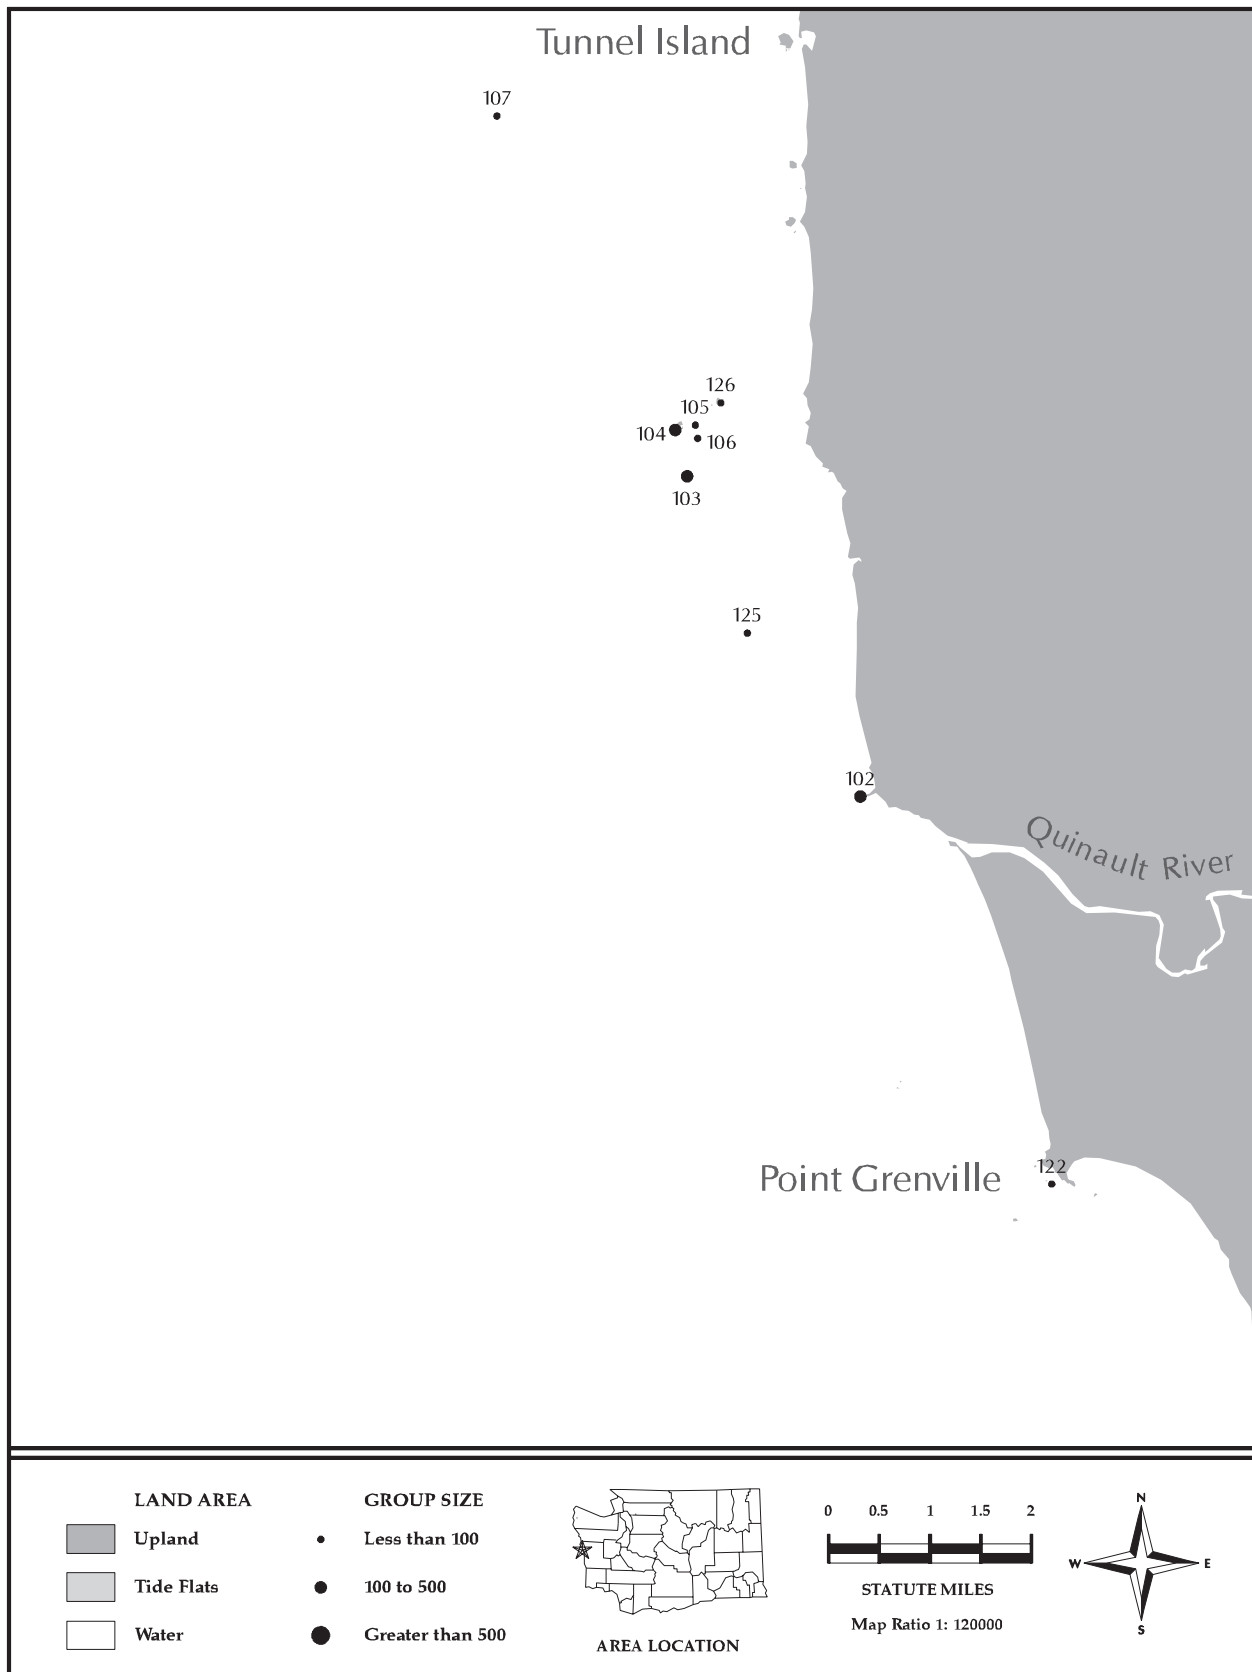 Tunnel Island
107
126
105
104
106
103
125
102
Quinault River
122
Point Grenville
LAND AREA
Upland
Tide Flats
Water
GROUP SIZE
Less than 100
100 to 500
Greater than 500
AREA LOCATION
0 0.5 1 1.5 2
STATUTE MILES
Map Ratio 1: 120000
N
W E
S